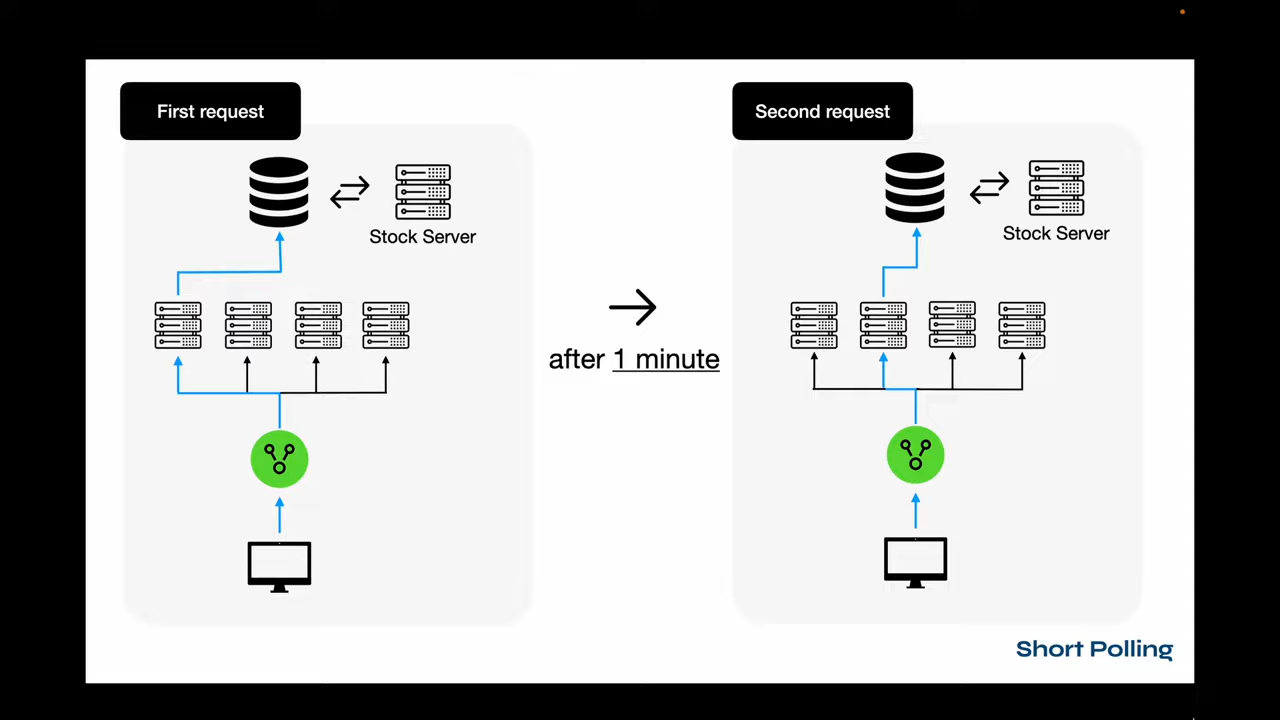 First request
Second request
Stock Server
Stock Server
after 1 minute
Short Polling